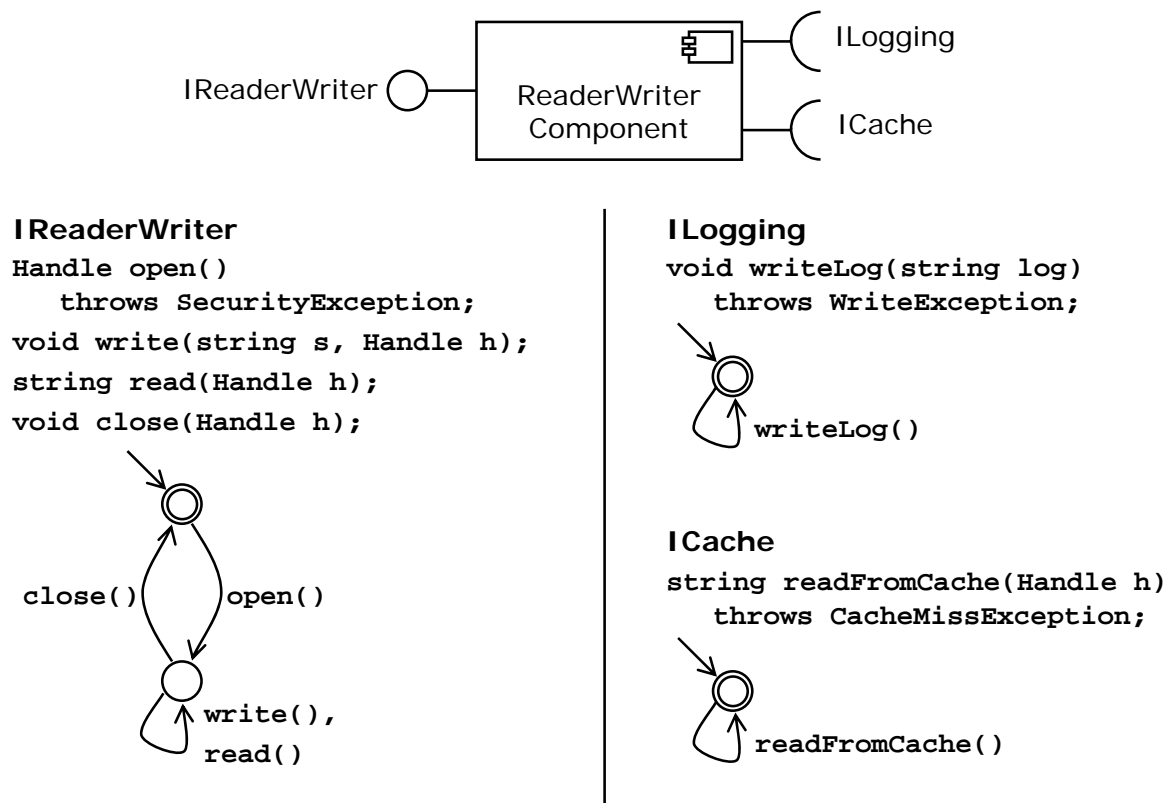 ILogging
IReaderWriter
ReaderWriter
Component
ICache
IReaderWriter
Handle open()
throws SecurityException;
void write(string s, Handle h);
string read(Handle h);
void close(Handle h);
close()
open()
write(),
read()
ILogging
void writeLog(string log)
throws WriteException;
writeLog()
ICache
string readFromCache(Handle h)
throws CacheMissException;
readFromCache()